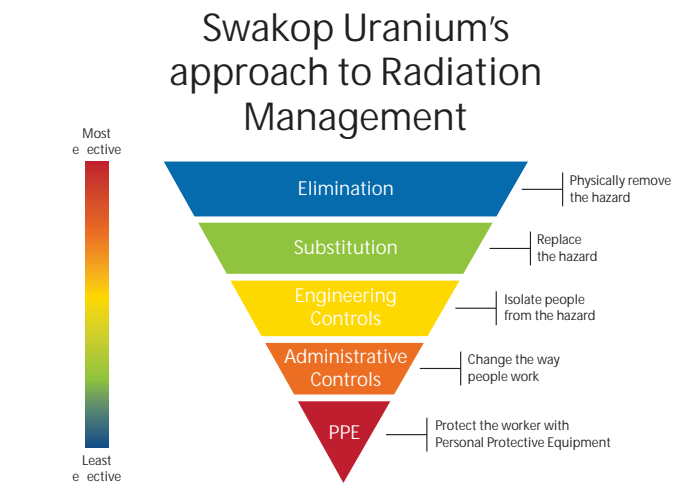 Swakop Uranium's
approach to Radiation
Management
Most
e ective
Elimination
Physically remove
the hazard
Substitution
Replace
the hazard
Engineering
Controls
Isolate people
from the hazard
Administrative
Controls
Change the way
people work
PPE
Protect the worker with
Personal Protective Equipment
Least
e ective